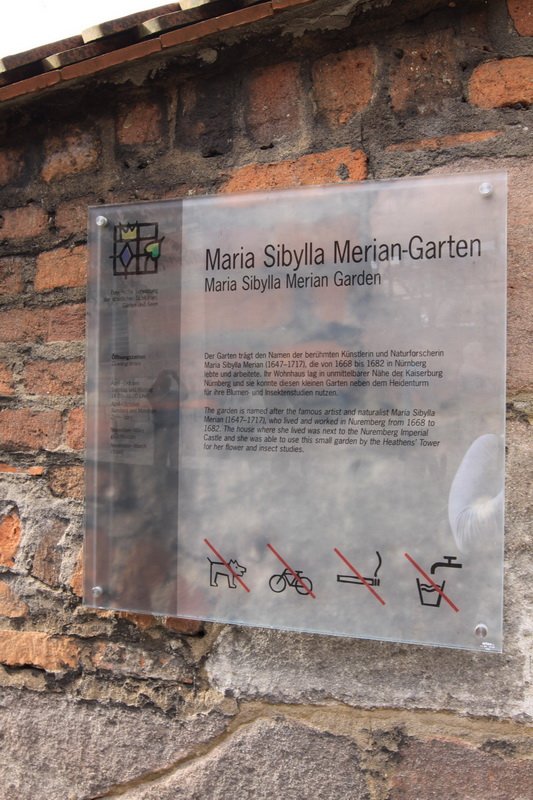 Maria Sibylla Merian-Garten
Maria Sibylla Merian Garden
Der Garten trägt den Namen der berühmten Künstlerin und Naturforscherin
Maria Sibylla Merian (1647–1717), die von 1668 bis 1682 in Nürnberg
lebte und arbeitete. Ihr Wohnhaus lag in unmittelbarer Nähe der Kaiserburg
Nürnberg und sie konnte diesen kleinen Garten neben dem Heidenturm
für ihre Blumen- und Insektenstudien nutzen.
The garden is named after the famous artist and naturalist Maria Sibylla
Merian (1647–1717), who lived and worked in Nuremberg from 1668 to
1682. The house where she lived was next to the Nuremberg Imperial
Castle and she was able to use this small garden by the Heathens' Tower
for her flower and insect studies.
Öffnungszeiten